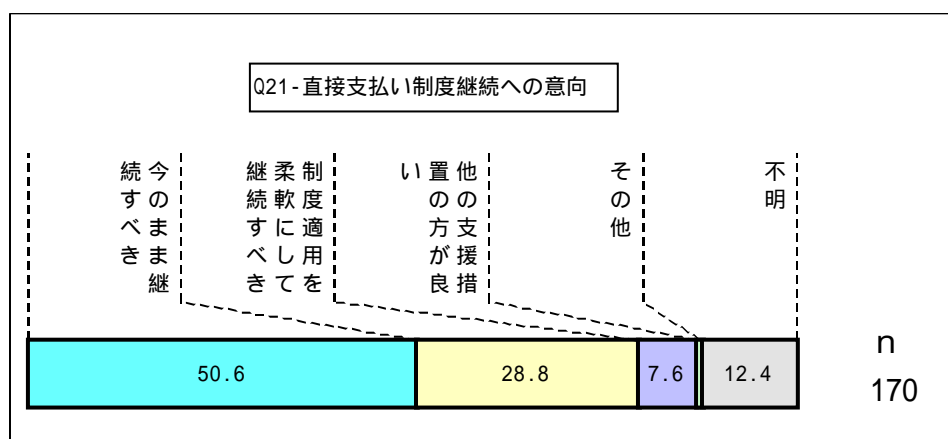 Q21-直接支払い制度継続への意向
今のまま継
続すべき
制度適用を
柔軟にして
継続すべき
他の支援措
置の方が良
い
その他
不明
50.6
28.8
7.6
12.4
n
170